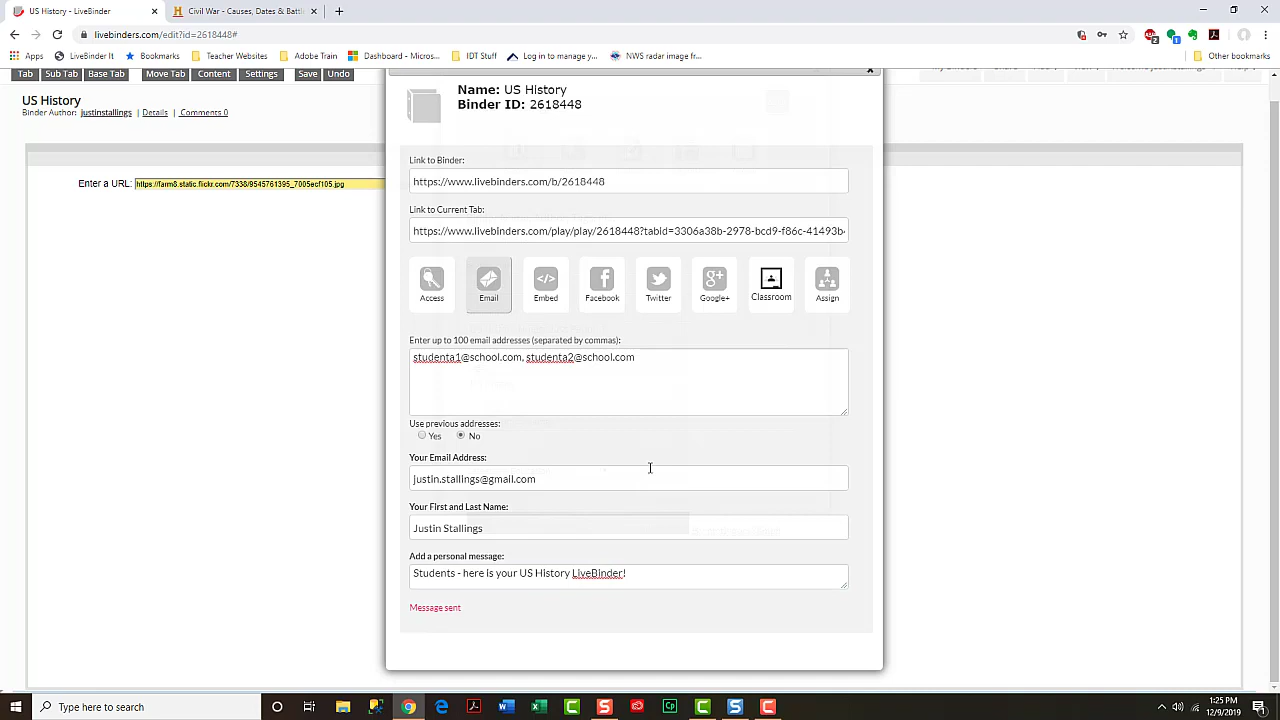 US History - LiveBinder
Civil War - Causes, Dates & Battl
livebinders.com/edit?id=2618448#
Apps
LiveBinder It
Bookmarks
Teacher Websites
Adobe Train
Dashboard - Micros...
IDT Stuff
Log in to manage y...
NWS radar image fr...
Other bookmarks
Tab
Sub Tab
Base Tab
Move Tab
Content
Settings
Save
Undo
US History
Binder Author: justinstallings Details Comments 0
Enter a URL: https://farm8.static.flickr.com/7338/9545761395_7005ecf105.jpg
Name: US History
Binder ID: 2618448
Link to Binder:
https://www.livebinders.com/b/2618448
Link to Current Tab:
https://www.livebinders.com/play/play/2618448?tabid=3306a38b-2978-bcd9-f86c-41493b
Access
Email
Embed
Facebook
Twitter
Google+
Classroom
Assign
Enter up to 100 email addresses (separated by commas):
studenta1@school.com, studenta2@school.com
Use previous addresses:
Yes No
Your Email Address:
justin.stallings@gmail.com
Your First and Last Name:
Justin Stallings
Add a personal message:
Students - here is your US History LiveBinder!
Message sent
Type here to search
1:25 PM
12/9/2019